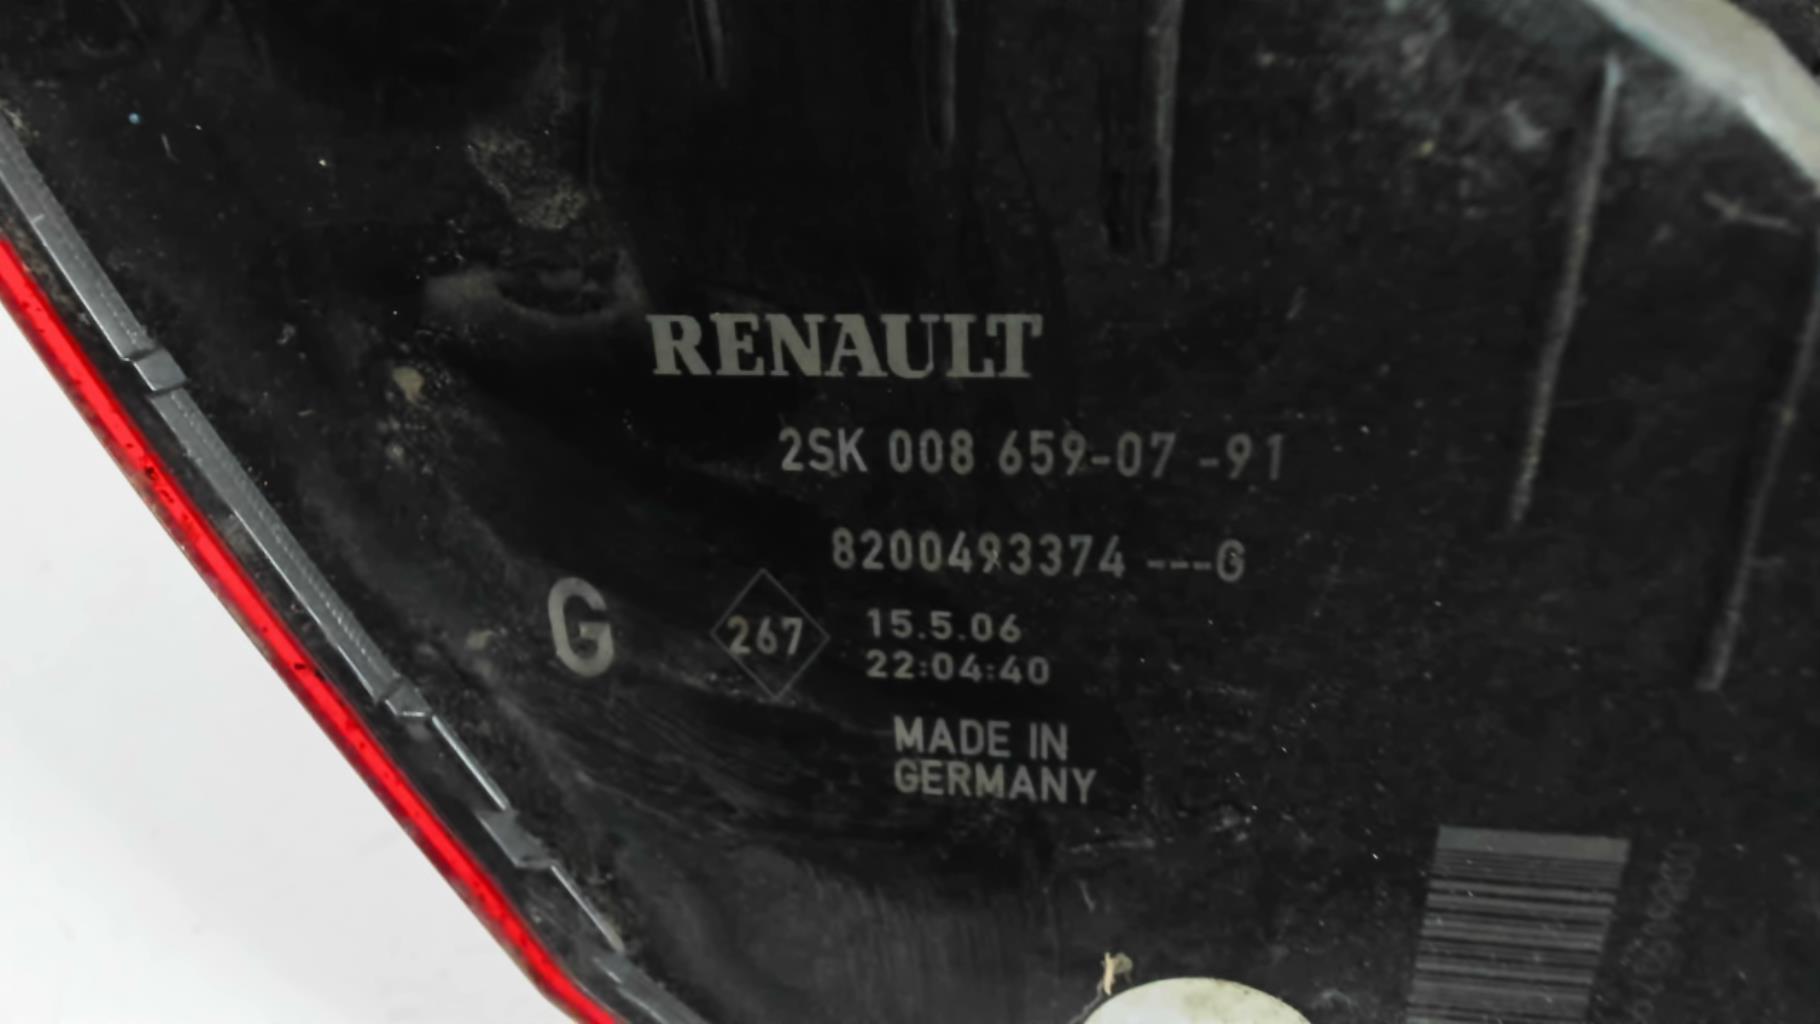 RENAULT
2SK 008 659-07 -91
8200493374 ---G
G
267
15.5.06
22:04:40
MADE IN
GERMANY